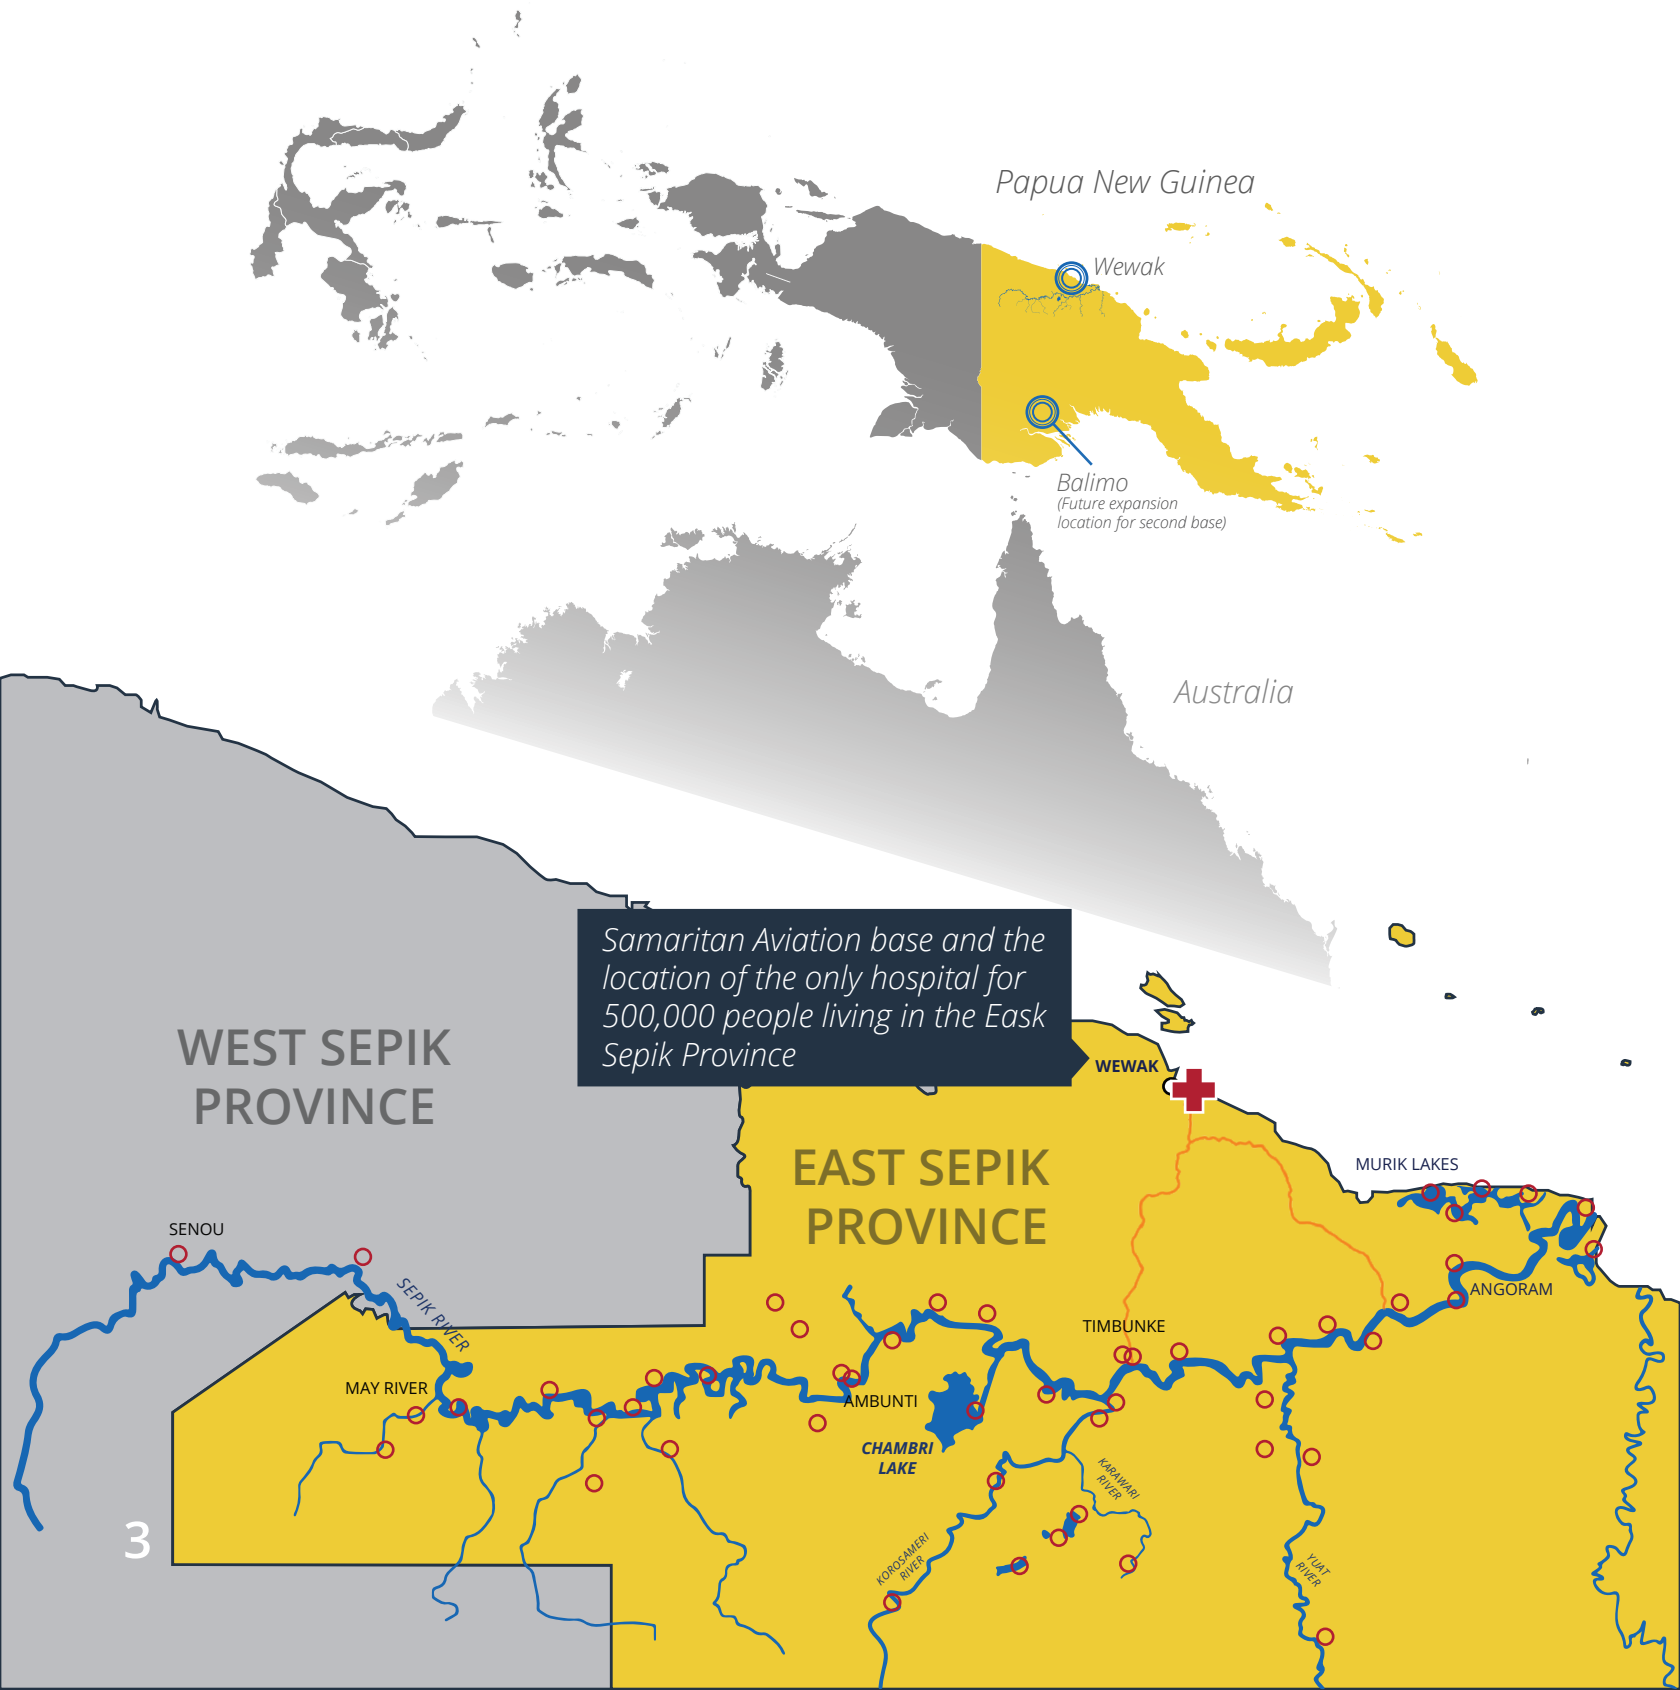 Papua New Guinea
Wewak
Balimo
(Future expansion
location for second base)
Australia
Samaritan Aviation base and the
location of the only hospital for
500,000 people living in the Eask
Sepik Province
WEST SEPIK
PROVINCE
WEWAK
EAST SEPIK
PROVINCE
MURIK LAKES
SENOU
SEPIK RIVER
ANGORAM
TIMBUNKE
MAY RIVER
AMBUNTI
CHAMBRI
LAKE
KARAWARI
RIVER
3
KOROSAMERI
RIVER
YUAT
RIVER